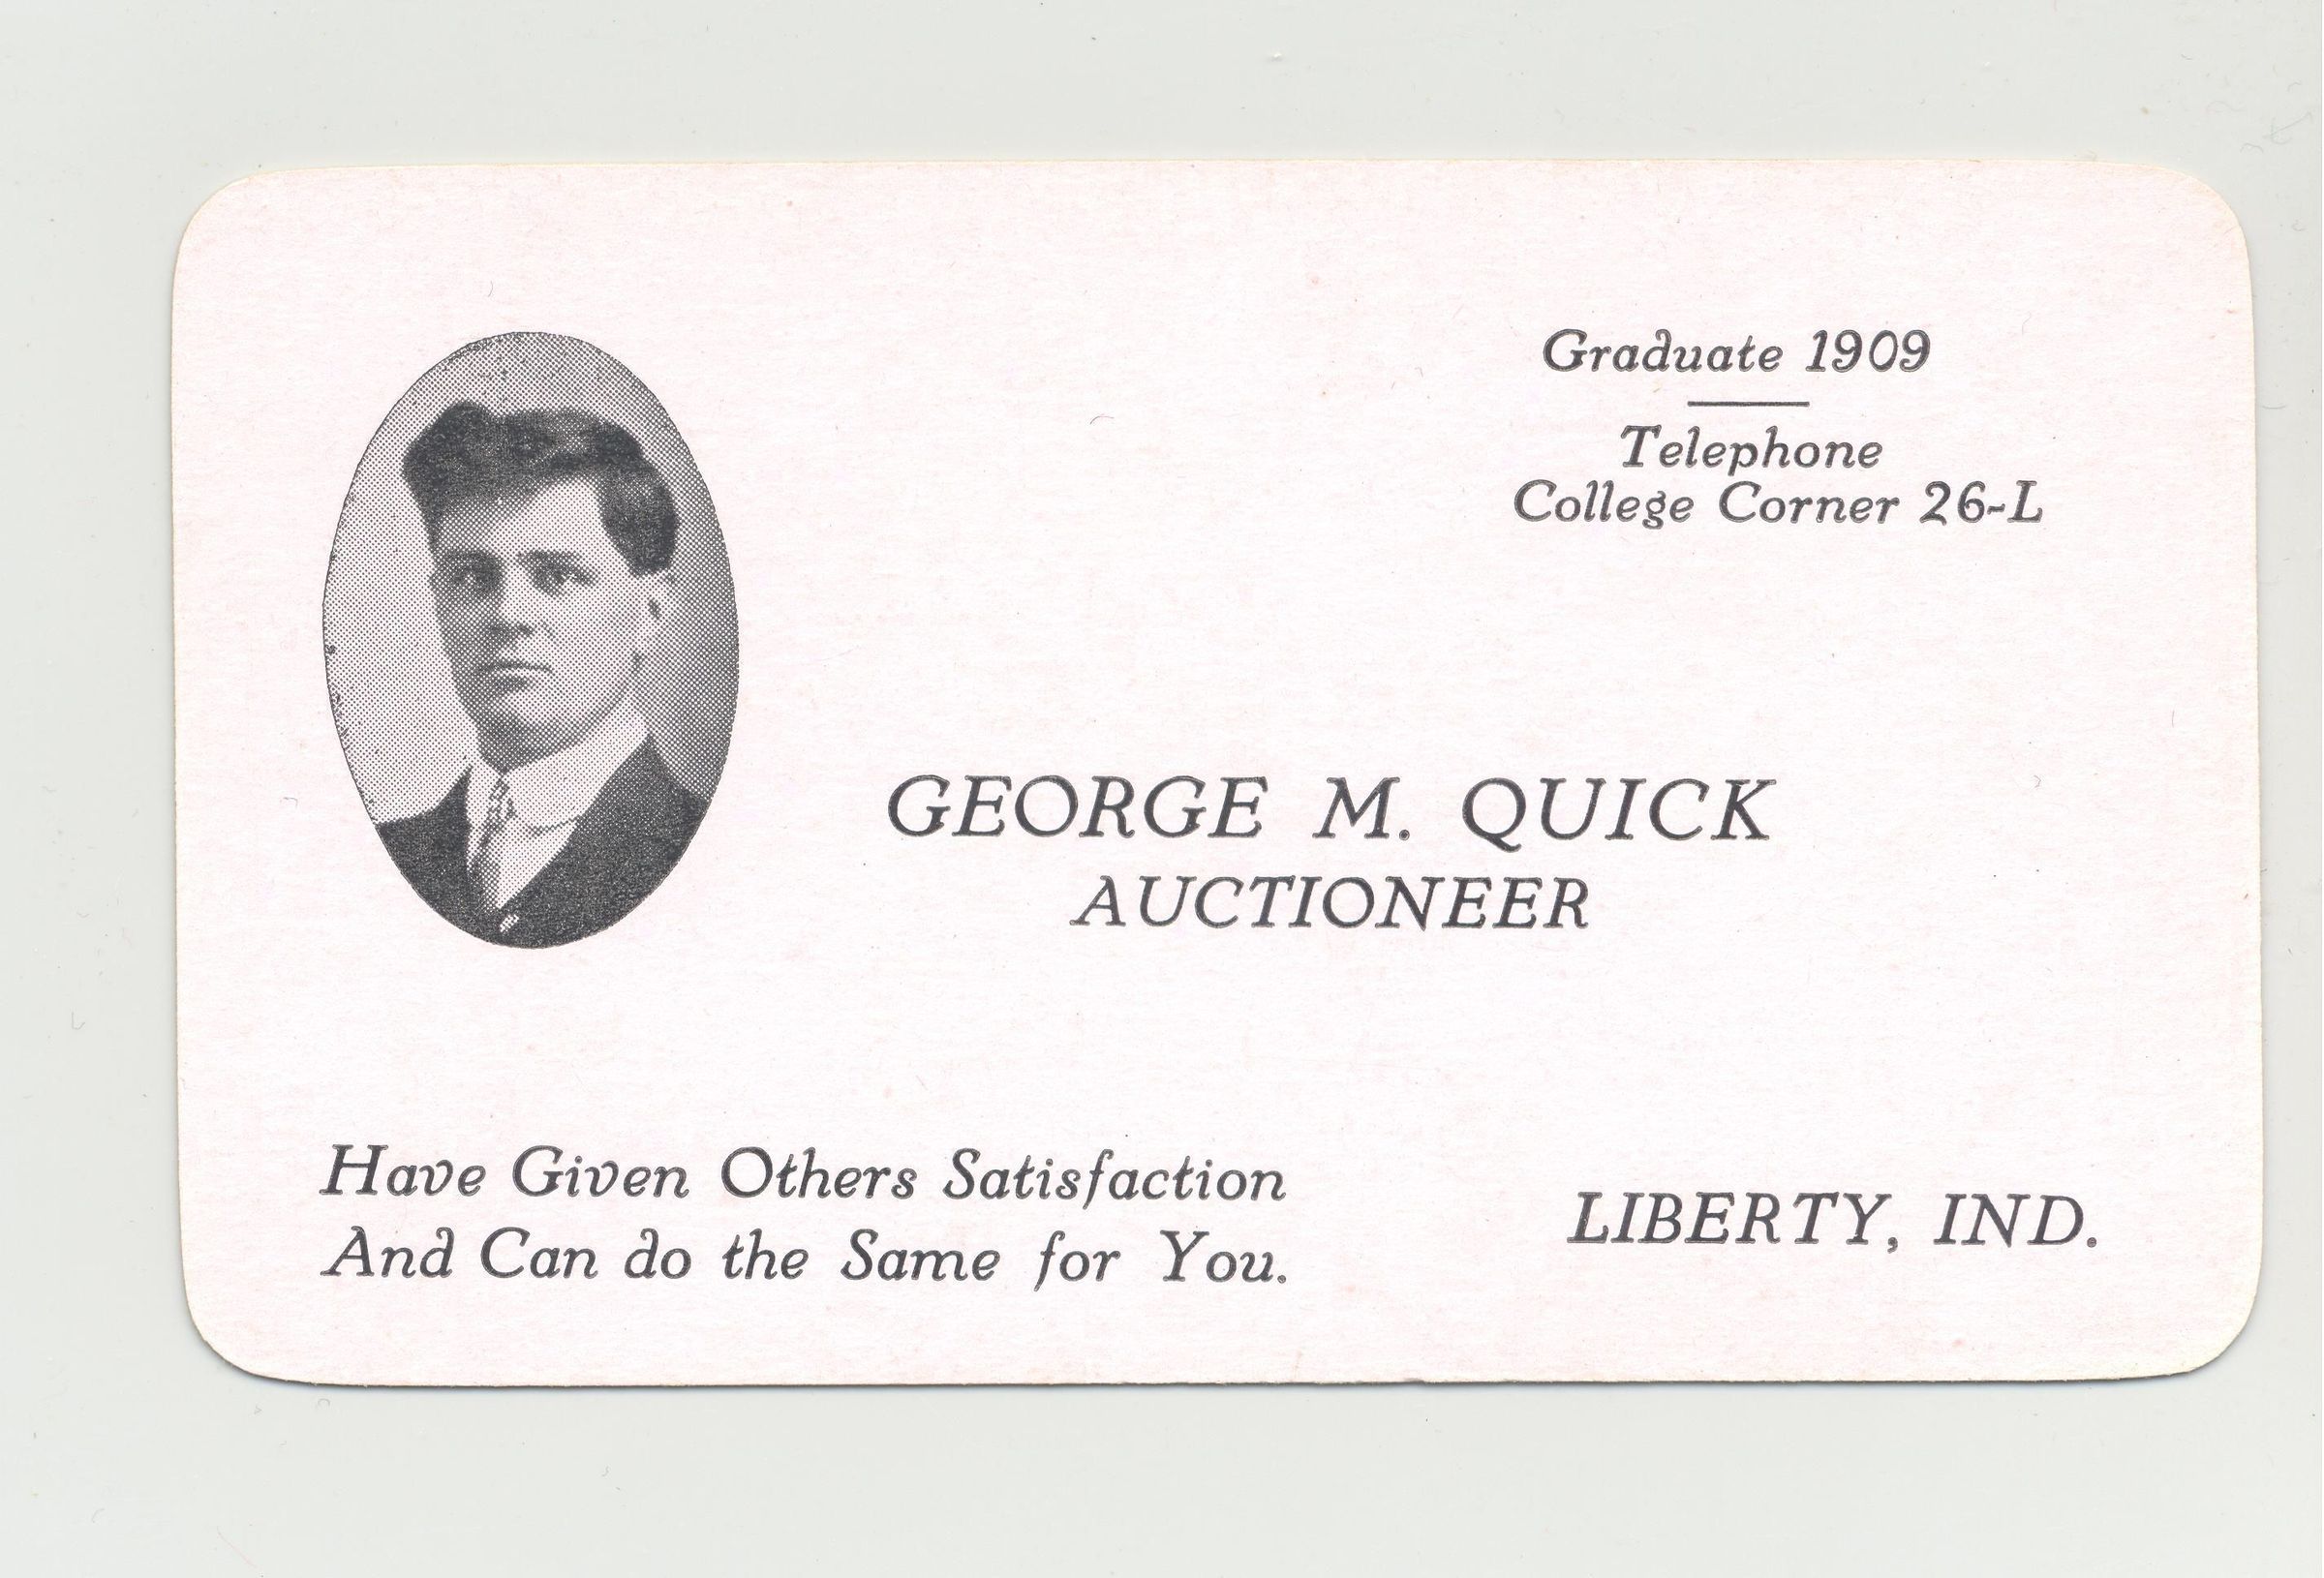 Graduate 1909
Telephone
College Corner 26-L
GEORGE M. QUICK
AUCTIONEER
Have Given Others Satisfaction
And Can do the Same for You.
LIBERTY, IND.